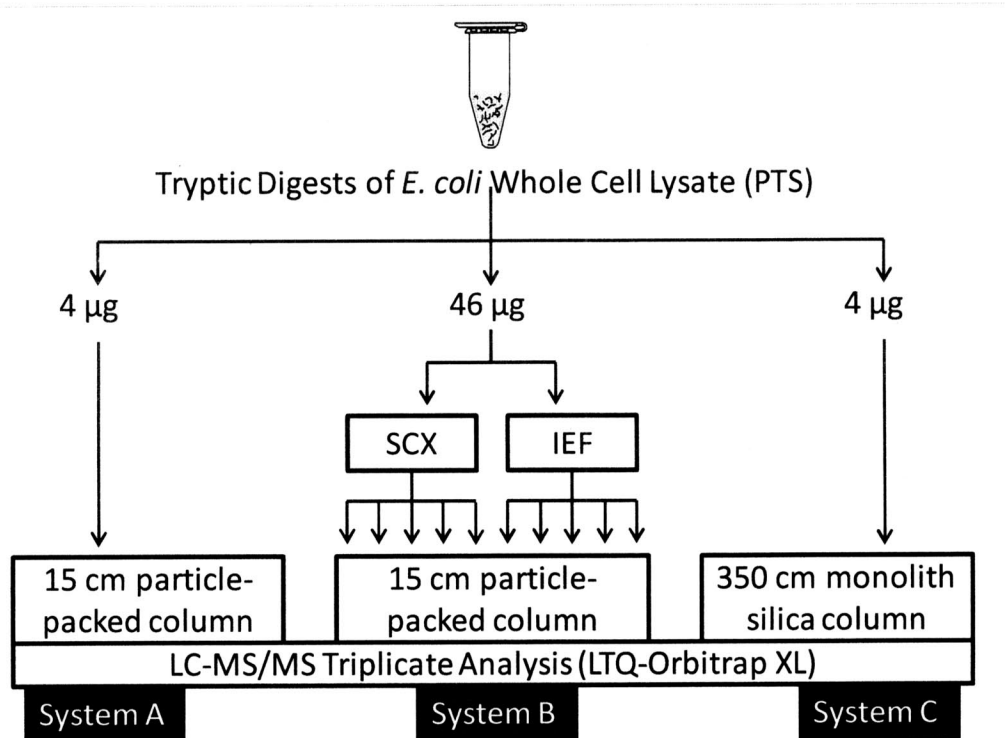 Tryptic Digests of E. coli Whole Cell Lysate (PTS)
4 µg
46 µg
4 µg
SCX
IEF
15 cm particle-
packed column
15 cm particle-
packed column
350 cm monolith
silica column
LC-MS/MS Triplicate Analysis (LTQ-Orbitrap XL)
System A
System B
System C